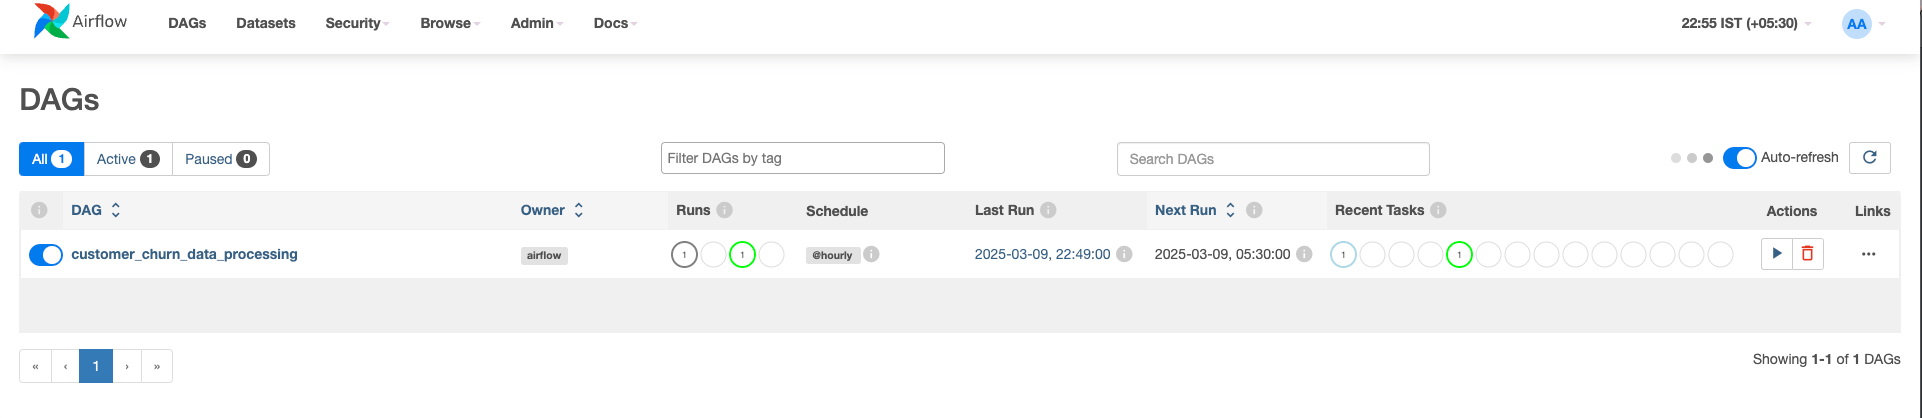 Airflow DAGs Datasets Security Browse Admin Docs 22:55 IST (+05:30) AA
DAGs
All 1 Active 1 Paused 0 Filter DAGs by tag Search DAGs Auto-refresh
DAG Owner Runs Schedule Last Run Next Run Recent Tasks Actions Links
customer_churn_data_processing airflow 1 1 @hourly 2025-03-09, 22:49:00 2025-03-09, 05:30:00 1 1
« ‹ 1 › » Showing 1-1 of 1 DAGs